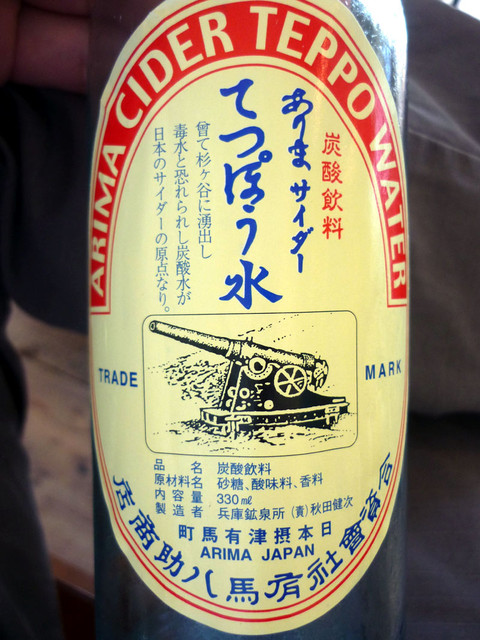 ARIMA CIDER TEPPO WATER
炭酸飲料
ありま サイダー
てっぽう水
曾て杉ヶ谷に湧出し
毒水と恐れられし炭酸水が
日本のサイダーの原点なり。
TRADE MARK
品名 炭酸飲料
原材料名 砂糖、酸味料、香料
内容量 330㎖
製造者 兵庫鉱泉所 (責)秋田健次
町馬有津摂本日
ARIMA JAPAN
合資會社有馬八助商店